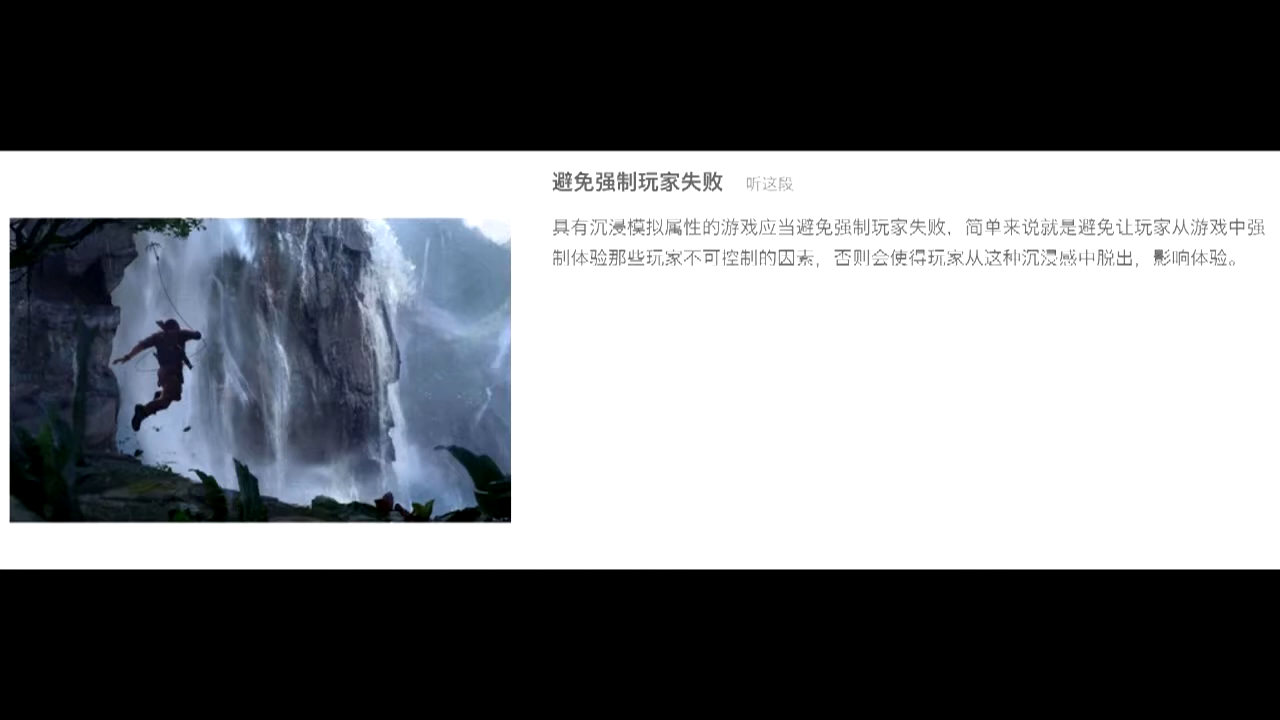 避免强制玩家失败 听这段
具有沉浸模拟属性的游戏应当避免强制玩家失败，简单来说就是避免让玩家从游戏中强
制体验那些玩家不可控制的因素，否则会使得玩家从这种沉浸感中脱出，影响体验。